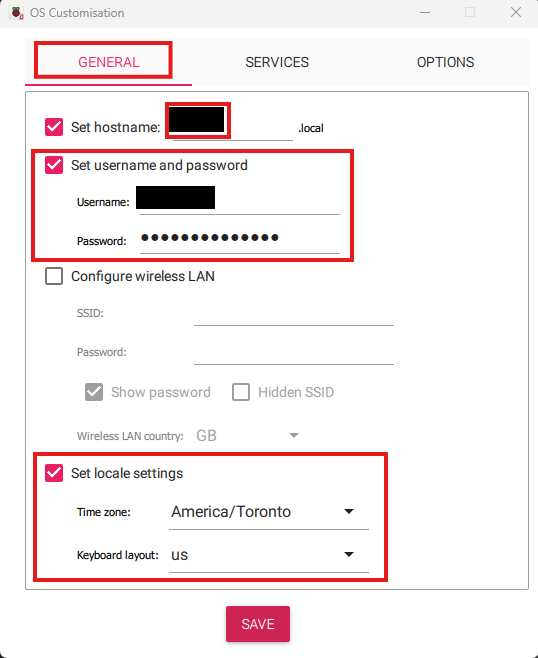 OS Customisation
GENERAL SERVICES OPTIONS
Set hostname: .local
Set username and password
Username:
Password: ●●●●●●●●●●●●●●
Configure wireless LAN
SSID:
Password:
Show password Hidden SSID
Wireless LAN country: GB
Set locale settings
Time zone: America/Toronto
Keyboard layout: us
SAVE